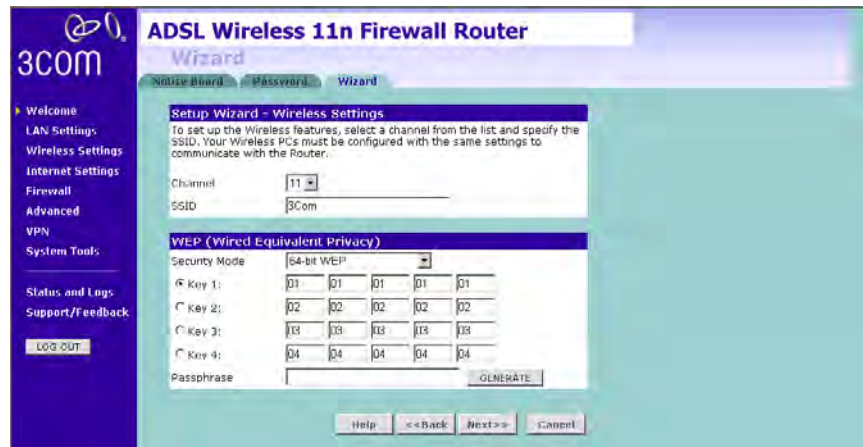 3COM
ADSL Wireless 11n Firewall Router
Wizard
Notice Board Password Wizard
Welcome
LAN Settings
Wireless Settings
Internet Settings
Firewall
Advanced
VPN
System Tools
Status and Logs
Support/Feedback
LOG OUT
Setup Wizard - Wireless Settings
To set up the Wireless features, select a channel from the list and specify the
SSID. Your Wireless PCs must be configured with the same settings to
communicate with the Router.
Channel 11
SSID 3Com
WEP (Wired Equivalent Privacy)
Security Mode 64-bit WEP
Key 1: 01 01 01 01 01
Key 2: 02 02 02 02 02
Key 3: 03 03 03 03 03
Key 4: 04 04 04 04 04
Passphrase GENERATE
Help <<Back Next>> Cancel